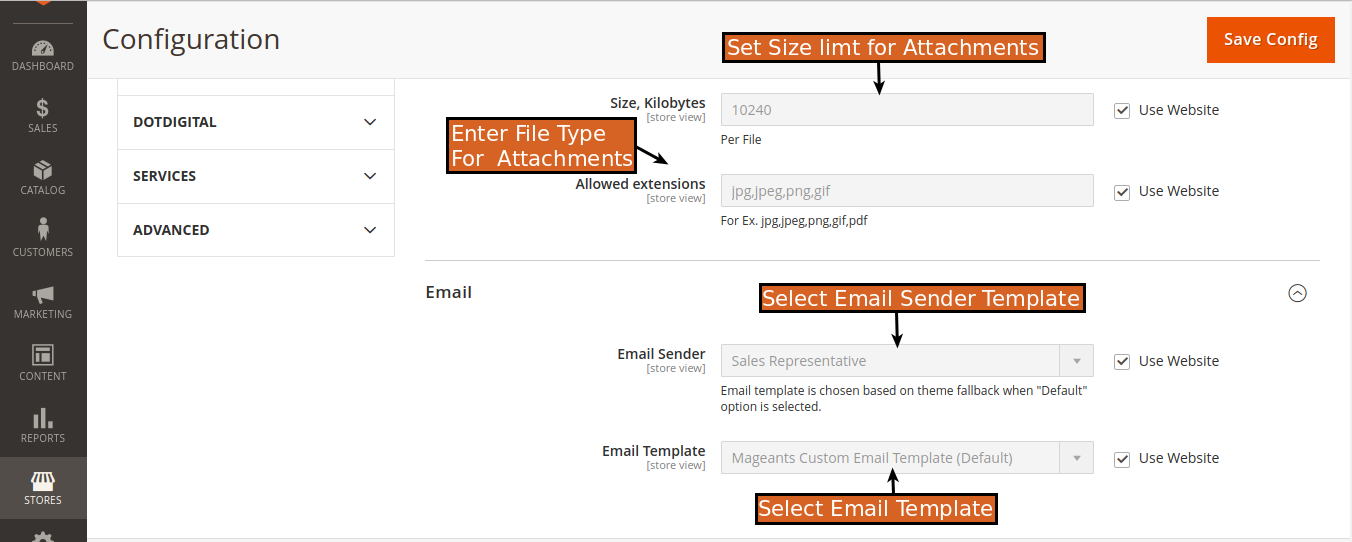 Configuration
Set Size limt for Attachments
Save Config
DASHBOARD
SALES
CATALOG
CUSTOMERS
MARKETING
CONTENT
REPORTS
STORES
DOTDIGITAL
SERVICES
ADVANCED
Size, Kilobytes
[store view]
10240
Use Website
Per File
Enter File Type
For Attachments
Allowed extensions
[store view]
jpg,jpeg,png,gif
Use Website
For Ex. jpg,jpeg,png,gif,pdf
Email
Select Email Sender Template
Email Sender
[store view]
Sales Representative
Use Website
Email template is chosen based on theme fallback when "Default"
option is selected.
Email Template
[store view]
Mageants Custom Email Template (Default)
Use Website
Select Email Template